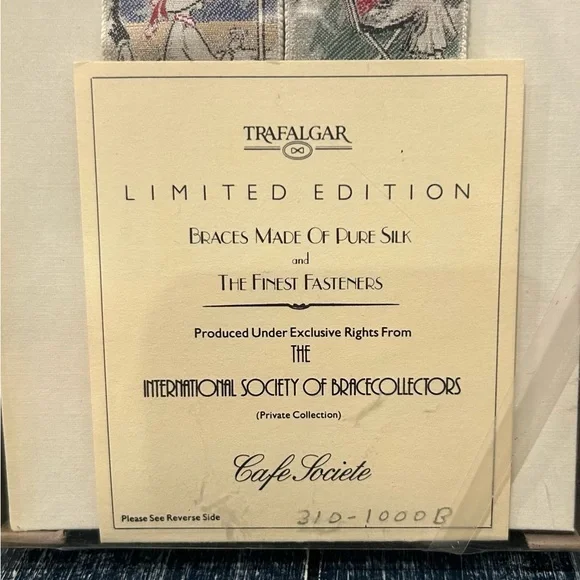 TRAFALGAR
LIMITED EDITION
BRACES MADE OF PURE SILK
and
THE FINEST FASTENERS
Produced Under Exclusive Rights From
THE
INTERNATIONAL SOCIETY OF BRACECOLLECTORS
(Private Collection)
Cafe Societe
Please See Reverse Side
310-1000B